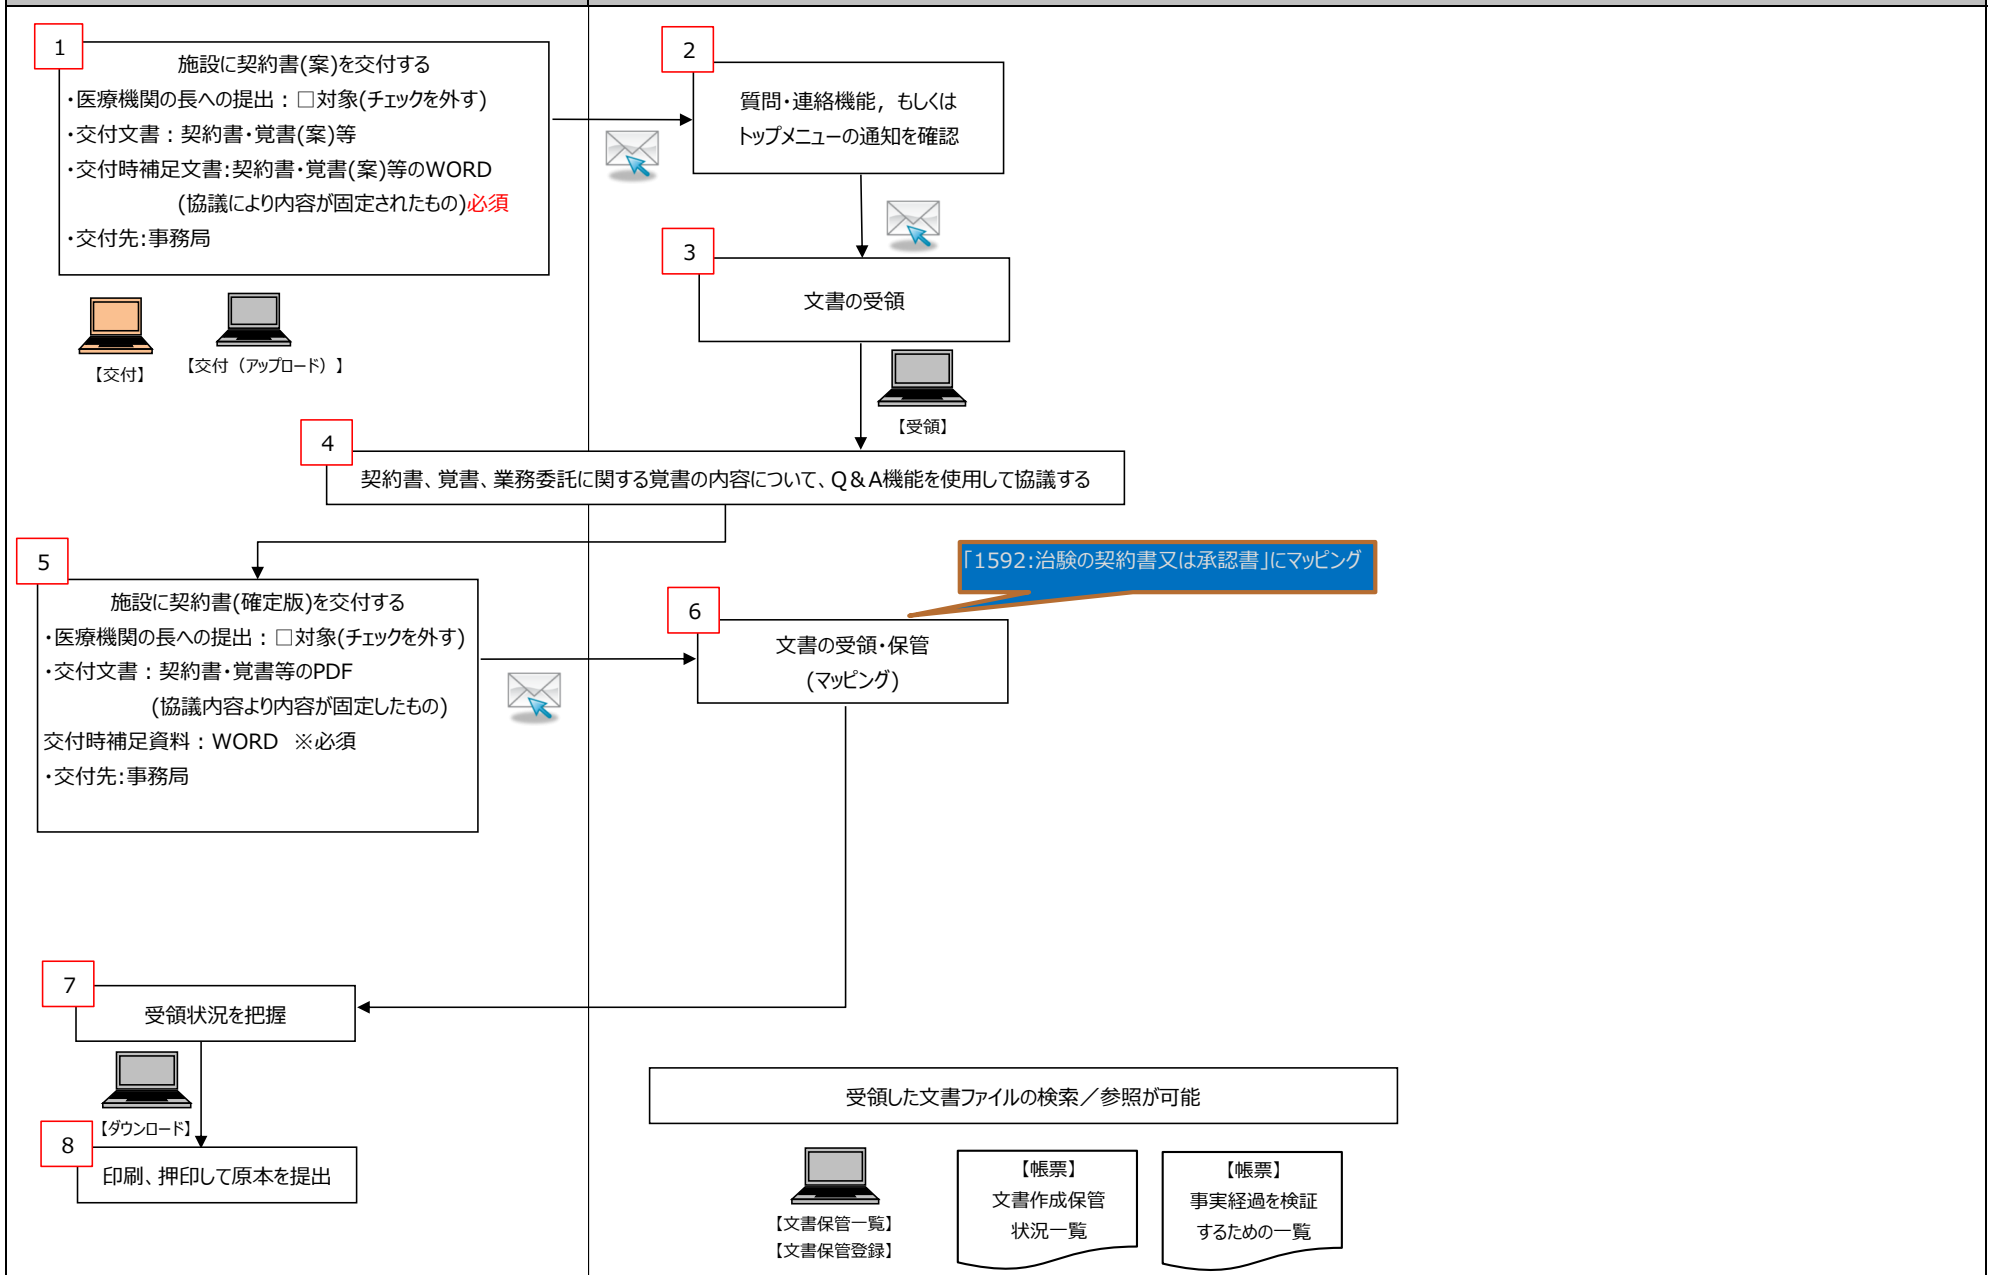 1
施設に契約書(案)を交付する
・医療機関の長への提出：□対象(チェックを外す)
・交付文書：契約書・覚書(案)等
・交付時補足文書:契約書・覚書(案)等のWORD
(協議により内容が固定されたもの)必須
・交付先:事務局
【交付】
【交付（アップロード）】
2
質問・連絡機能，もしくは
トップメニューの通知を確認
3
文書の受領
【受領】
4
契約書、覚書、業務委託に関する覚書の内容について、Q＆A機能を使用して協議する
5
施設に契約書(確定版)を交付する
・医療機関の長への提出：□対象(チェックを外す)
・交付文書：契約書・覚書等のPDF
(協議内容より内容が固定したもの)
交付時補足資料：WORD　※必須
・交付先:事務局
「1592:治験の契約書又は承認書」にマッピング
6
文書の受領・保管
(マッピング)
7
受領状況を把握
【ダウンロード】
8
印刷、押印して原本を提出
受領した文書ファイルの検索／参照が可能
【文書保管一覧】
【文書保管登録】
【帳票】
文書作成保管
状況一覧
【帳票】
事実経過を検証
するための一覧